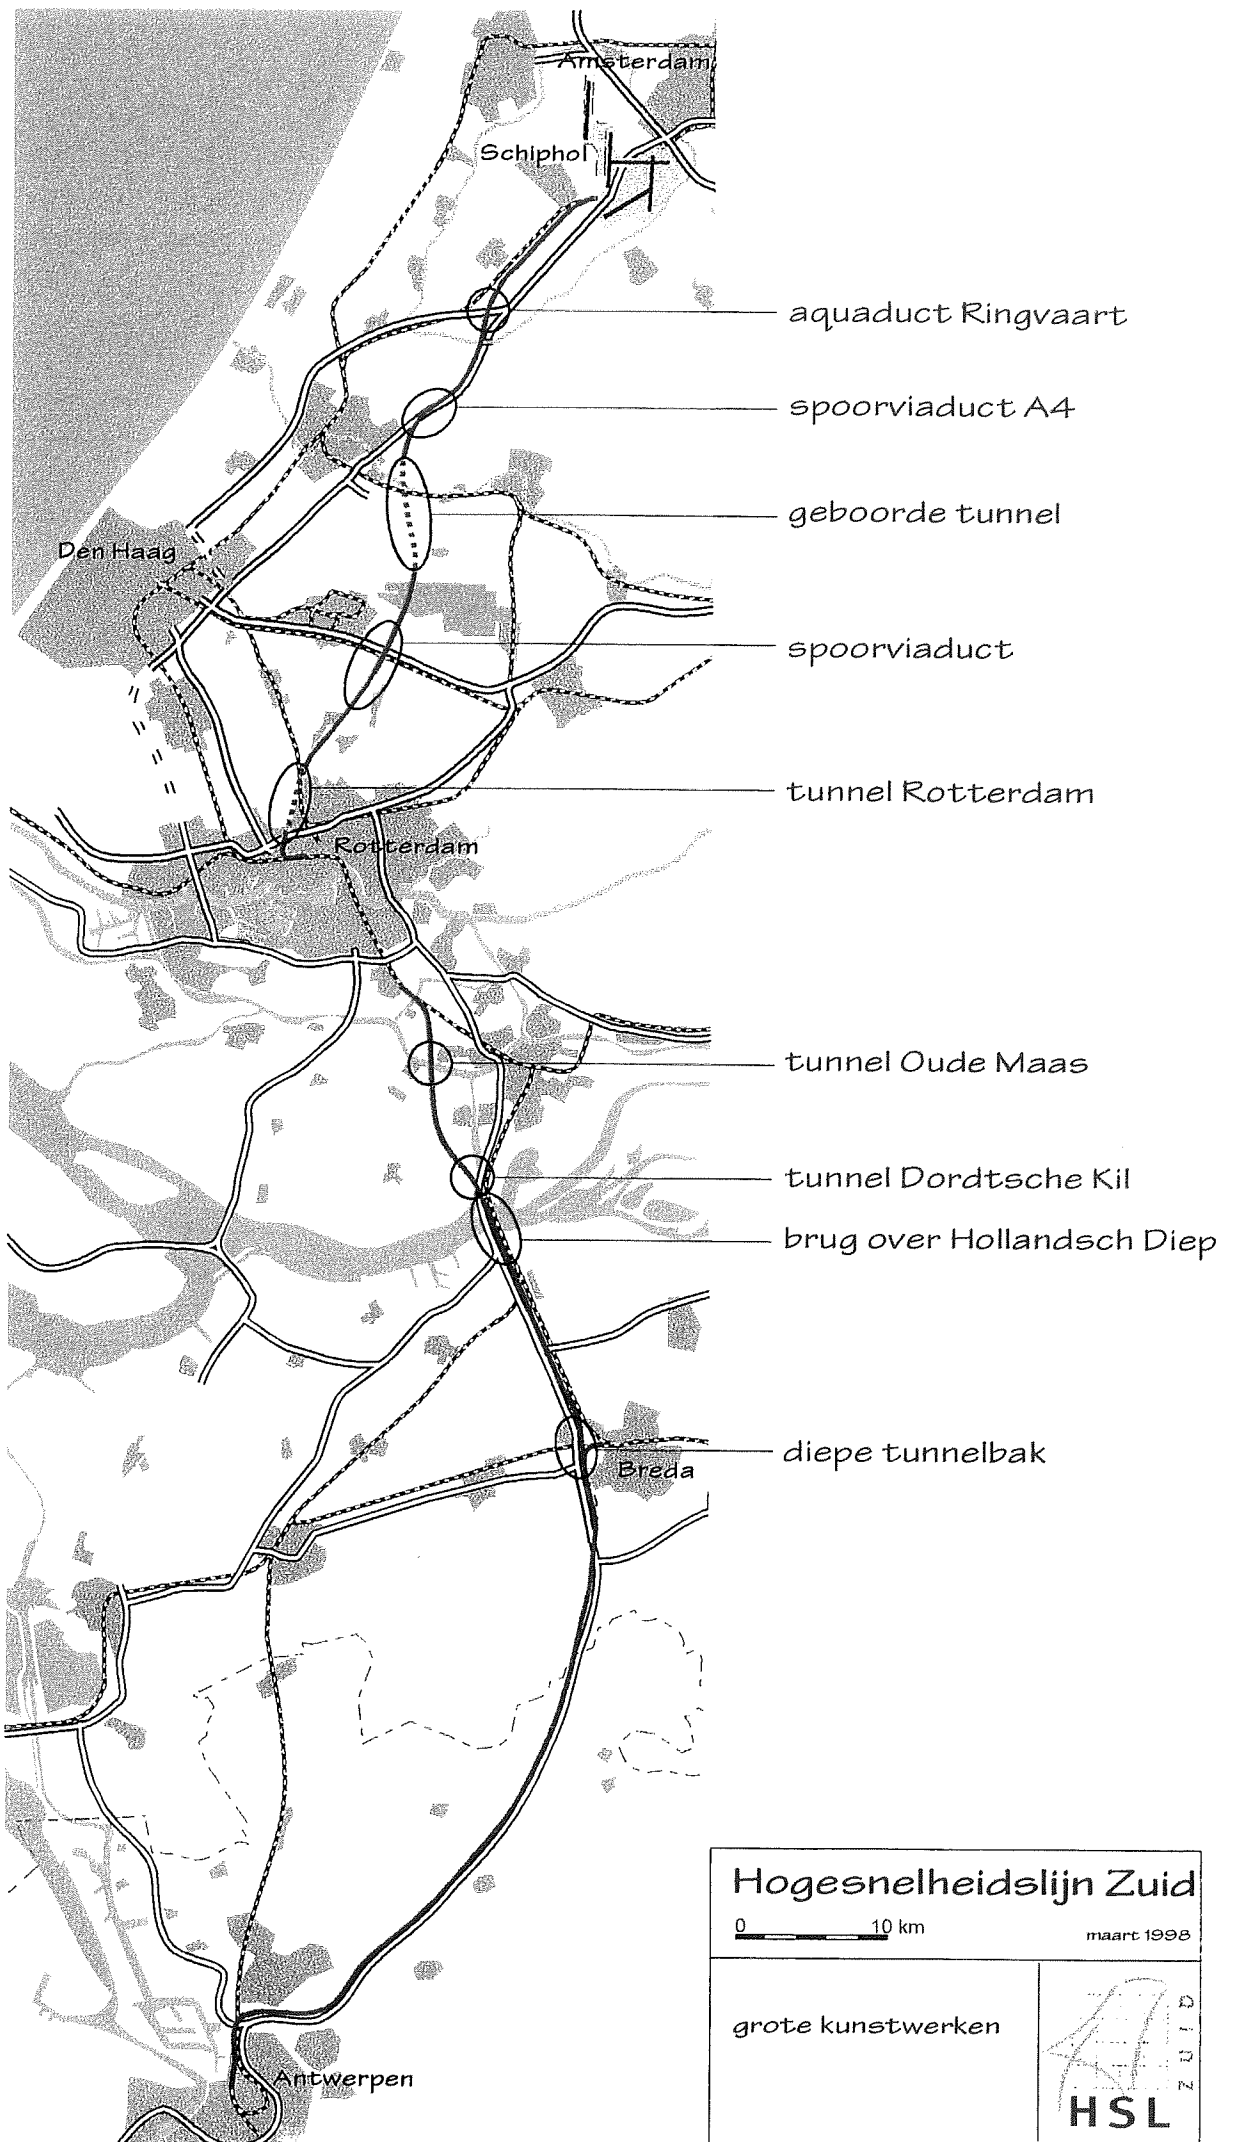 Amsterdam
Schiphol
aquaduct Ringvaart
spoorviaduct A4
geboorde tunnel
Den Haag
spoorviaduct
tunnel Rotterdam
Rotterdam
tunnel Oude Maas
tunnel Dordtsche Kil
brug over Hollandsch Diep
diepe tunnelbak
Breda
Hogesnelheidslijn Zuid
0 10 km
maart 1998
grote kunstwerken
ZUID
HSL
Antwerpen